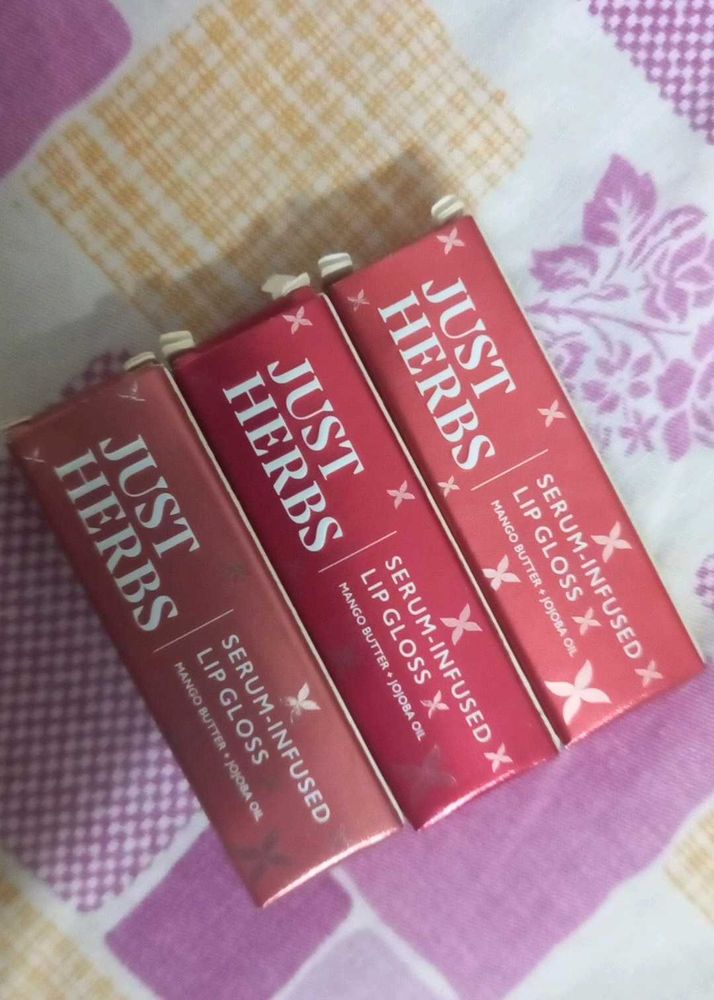 JUST
HERBS
SERUM-INFUSED
LIP GLOSS
MANGO BUTTER + JOJOBA OIL
JUST
HERBS
SERUM-INFUSED
LIP GLOSS
MANGO BUTTER + JOJOBA OIL
JUST
HERBS
SERUM-INFUSED
LIP GLOSS
MANGO BUTTER + JOJOBA OIL